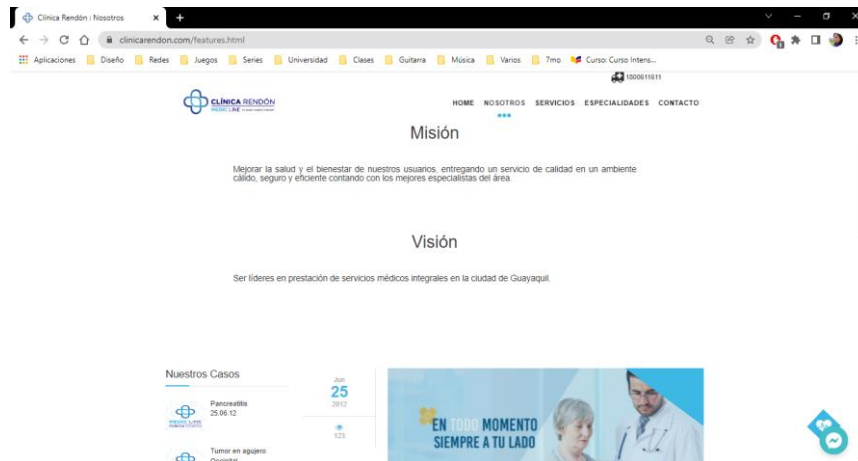 Clínica Rendón : Nosotros
clinicarendon.com/features.html
Aplicaciones Diseño Redes Juegos Series Universidad Clases Guitarra Música Varios 7mo Curso: Curso Intens...
1800611611
CLÍNICA RENDÓN
MEDIC LINE
HOME NOSOTROS SERVICIOS ESPECIALIDADES CONTACTO
Misión
Mejorar la salud y el bienestar de nuestros usuarios, entregando un servicio de calidad en un ambiente
cálido, seguro y eficiente contando con los mejores especialistas del área.
Visión
Ser líderes en prestación de servicios médicos integrales en la ciudad de Guayaquil.
Nuestros Casos
Pancreatitis
25.06.12
MEDIC LINE
Tumor en agujero
Occipital
Jun
25
2012
123
EN TODO MOMENTO
SIEMPRE A TU LADO